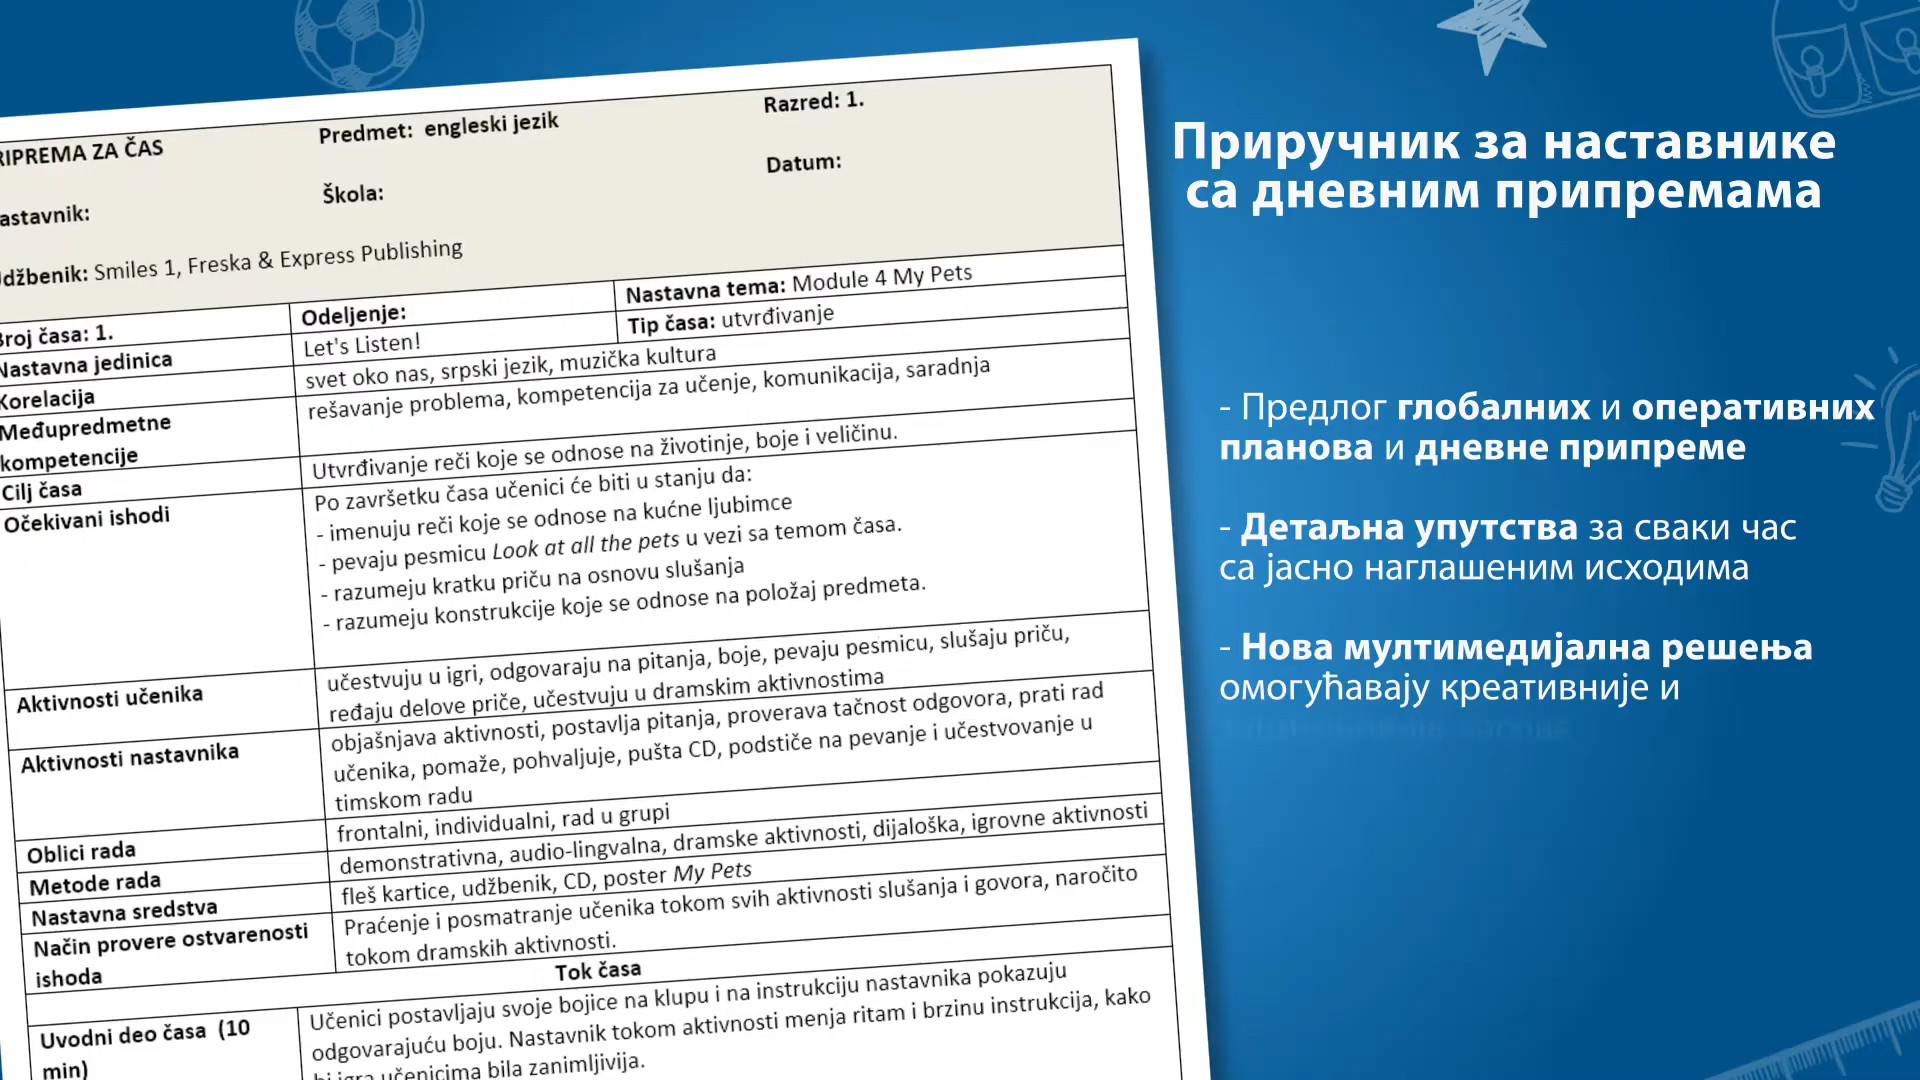 RIPREMA ZA ČAS
Predmet: engleski jezik
Razred: 1.
astavnik:
Škola:
Datum:
džbenik: Smiles 1, Freska & Express Publishing
Broj časa: 1.
Odeljenje:
Nastavna tema: Module 4 My Pets
Tip časa: utvrđivanje
Nastavna jedinica
Let's Listen!
Korelacija
svet oko nas, srpski jezik, muzička kultura
Međupredmetne
kompetencije
rešavanje problema, kompetencija za učenje, komunikacija, saradnja
Cilj časa
Utvrđivanje reči koje se odnose na životinje, boje i veličinu.
Očekivani ishodi
Po završetku časa učenici će biti u stanju da:
- imenuju reči koje se odnose na kućne ljubimce
- pevaju pesmicu Look at all the pets u vezi sa temom časa.
- razumeju kratku priču na osnovu slušanja
- razumeju konstrukcije koje se odnose na položaj predmeta.
Aktivnosti učenika
učestvuju u igri, odgovaraju na pitanja, boje, pevaju pesmicu, slušaju priču,
ređaju delove priče, učestvuju u dramskim aktivnostima
Aktivnosti nastavnika
objašnjava aktivnosti, postavlja pitanja, proverava tačnost odgovora, prati rad
učenika, pomaže, pohvaljuje, pušta CD, podstiče na pevanje i učestvovanje u
timskom radu
Oblici rada
frontalni, individualni, rad u grupi
Metode rada
demonstrativna, audio-lingvalna, dramske aktivnosti, dijaloška, igrovne aktivnosti
Nastavna sredstva
fleš kartice, udžbenik, CD, poster My Pets
Način provere ostvarenosti
ishoda
Praćenje i posmatranje učenika tokom svih aktivnosti slušanja i govora, naročito
tokom dramskih aktivnosti.
Tok časa
Uvodni deo časa (10
min)
Učenici postavljaju svoje bojice na klupu i na instrukciju nastavnika pokazuju
odgovarajuću boju. Nastavnik tokom aktivnosti menja ritam i brzinu instrukcija, kako
bi igra učenicima bila zanimljivija.
Приручник за наставнике
са дневним припремама
- Предлог глобалних и оперативних
планова и дневне припреме
- Детаљна упутства за сваки час
са јасно наглашеним исходима
- Нова мултимедијална решења
омогућавају креативније и